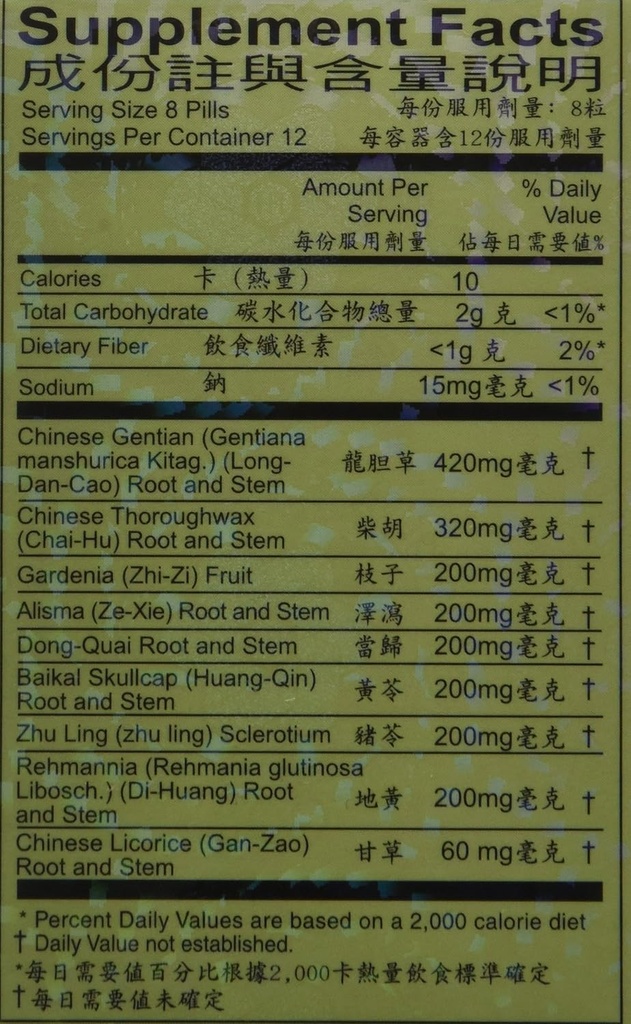 Supplement Facts
成份註與含量說明
Serving Size 8 Pills 每份服用劑量: 8粒
Servings Per Container 12 每容器含12份服用劑量
Amount Per Serving % Daily Value
每份服用劑量 佔每日需要值%
Calories 卡 (熱量) 10
Total Carbohydrate 碳水化合物總量 2g 克 <1%*
Dietary Fiber 飲食纖維素 <1g 克 2%*
Sodium 鈉 15mg毫克 <1%
Chinese Gentian (Gentiana
manshurica Kitag.) (Long- 龍胆草 420mg毫克 †
Dan-Cao) Root and Stem
Chinese Thoroughwax
(Chai-Hu) Root and Stem 柴胡 320mg毫克 †
Gardenia (Zhi-Zi) Fruit 枝子 200mg毫克 †
Alisma (Ze-Xie) Root and Stem 澤瀉 200mg毫克 †
Dong-Quai Root and Stem 當歸 200mg毫克 †
Baikal Skullcap (Huang-Qin)
Root and Stem 黃芩 200mg毫克 †
Zhu Ling (zhu ling) Sclerotium 豬苓 200mg毫克 †
Rehmannia (Rehmania glutinosa
Libosch.) (Di-Huang) Root 地黃 200mg毫克 †
and Stem
Chinese Licorice (Gan-Zao)
Root and Stem 甘草 60 mg毫克 †
* Percent Daily Values are based on a 2,000 calorie diet
† Daily Value not established.
*每日需要值百分比根據2,000卡熱量飲食標準確定
†每日需要值未確定